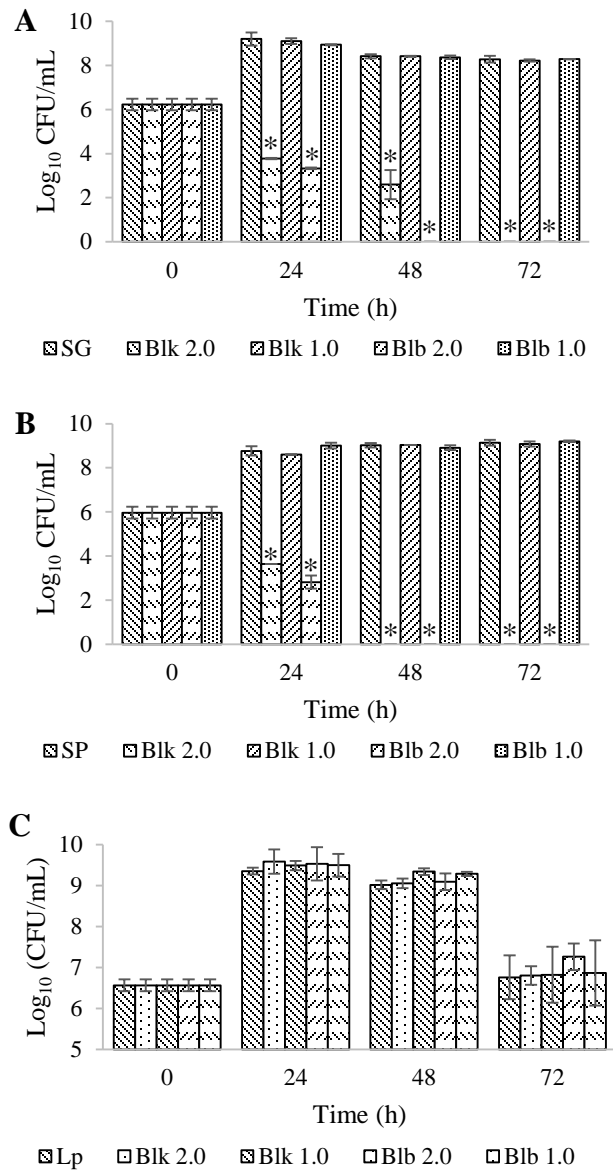 A
10
8
6
4
2
0
Log10 CFU/mL
* * * * * *
0 24 48 72
Time (h)
SG Blk 2.0 Blk 1.0 Blb 2.0 Blb 1.0
B
10
8
6
4
2
0
Log10 CFU/mL
* * * * * *
0 24 48 72
Time (h)
SP Blk 2.0 Blk 1.0 Blb 2.0 Blb 1.0
C
10
9
8
7
6
5
Log10 (CFU/mL)
0 24 48 72
Time (h)
Lp Blk 2.0 Blk 1.0 Blb 2.0 Blb 1.0